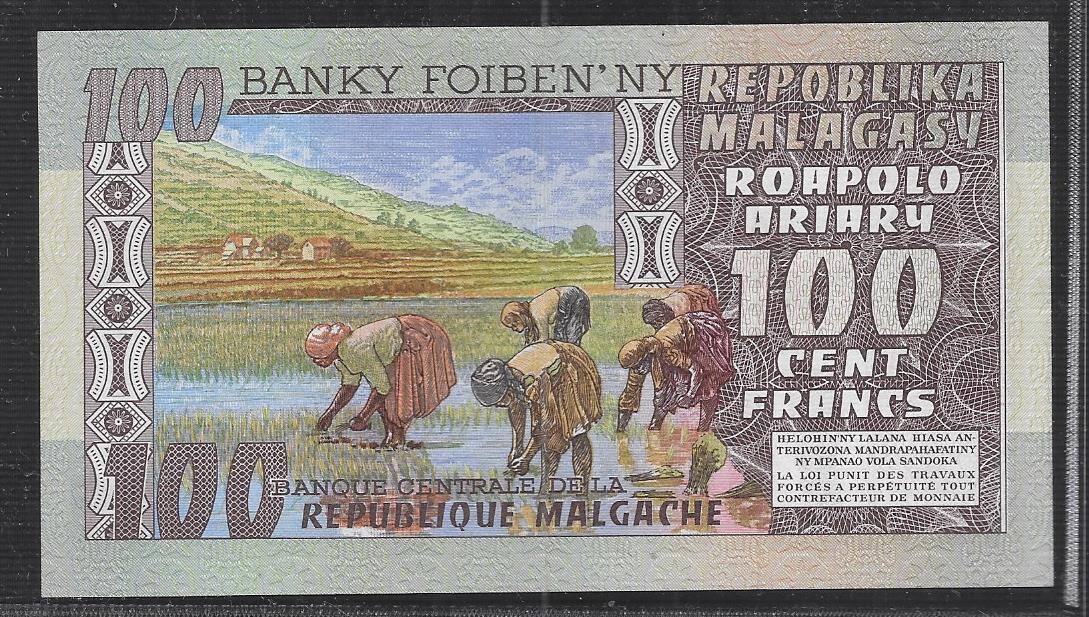 100 BANKY FOIBEN'NY REPOBLIKA
MALAGASY
ROAPOLO
ARIARY
100
CENT
FRANCS
HELOHIN'NY LALANA HIASA AN-
TERIVOZONA MANDRAPAHAFATINY
NY MPANAO VOLA SANDOKA
LA LOI PUNIT DES TRAVAUX
FORCÉS A PERPÉTUITÉ TOUT
CONTREFACTEUR DE MONNAIE
100
BANQUE CENTRALE DE LA
REPUBLIQUE MALGACHE